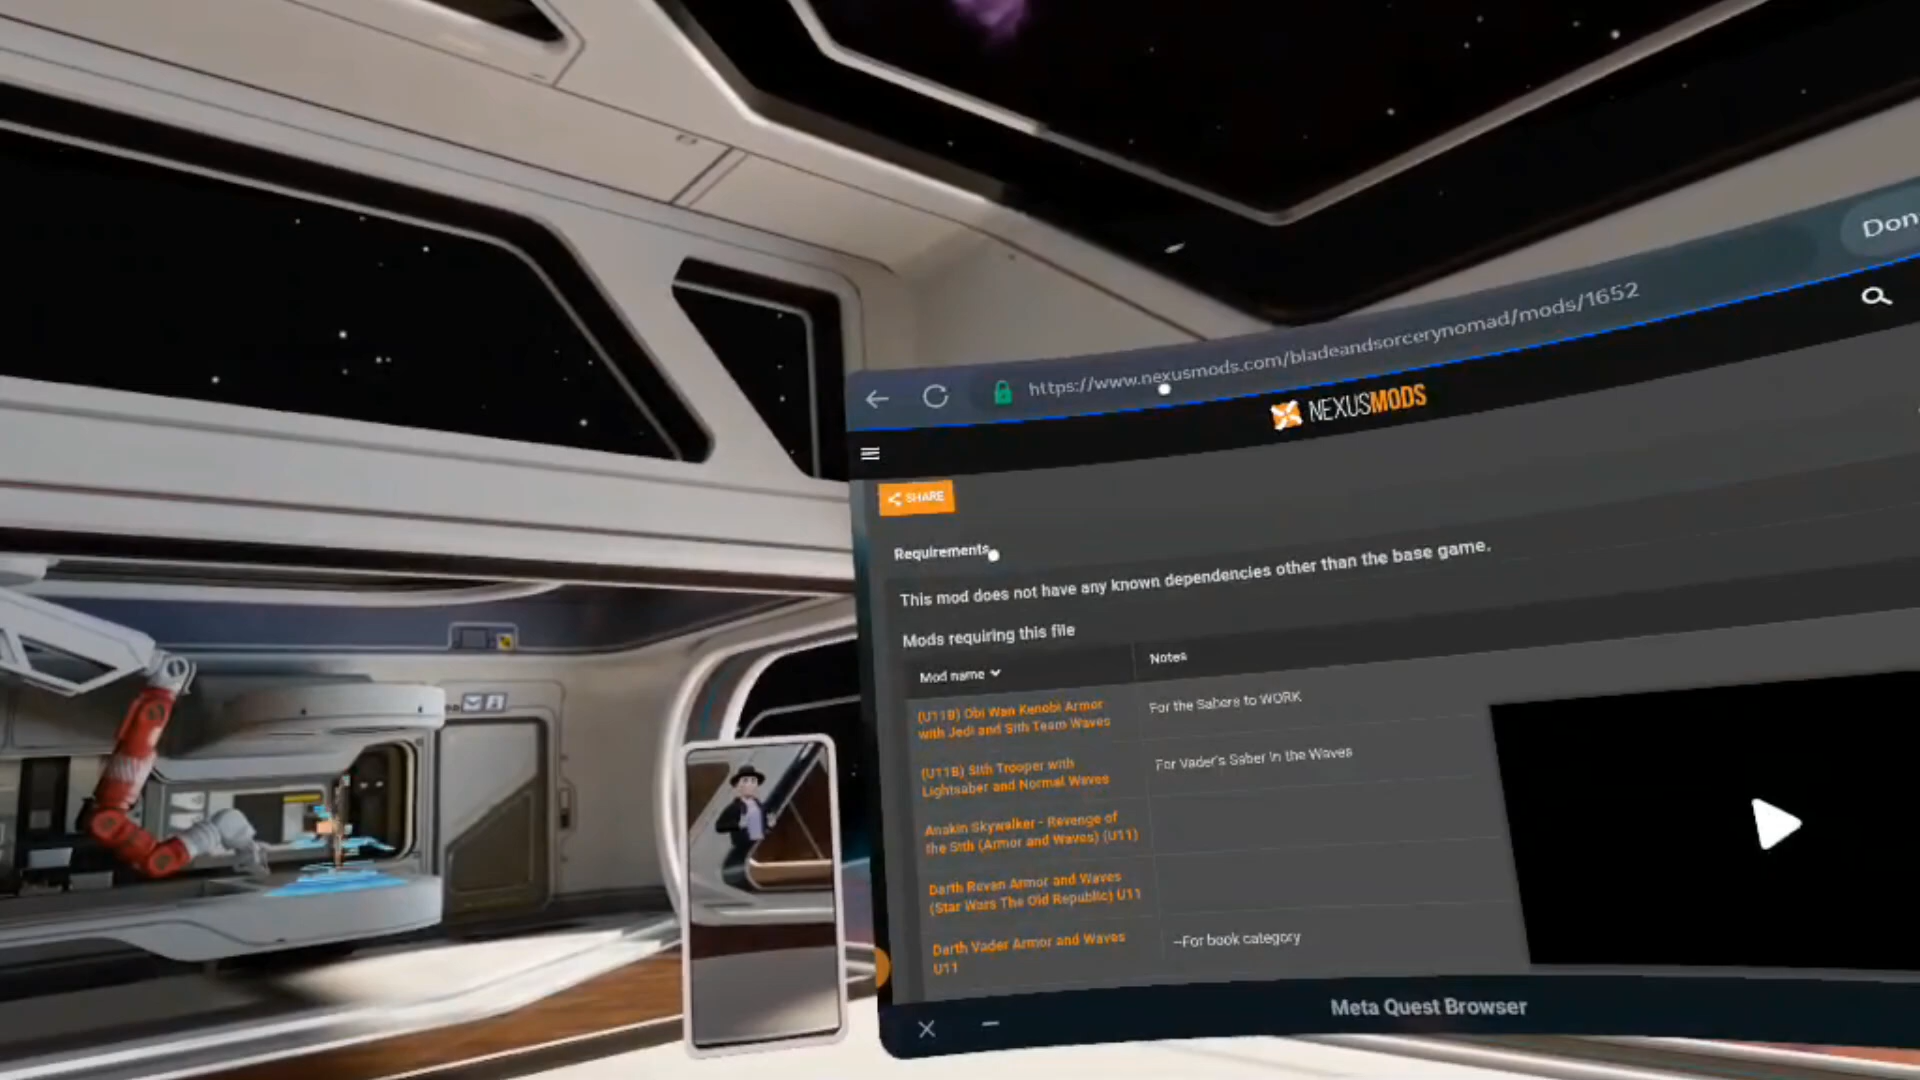 Don
https://www.nexusmods.com/bladeandsorcerynomad/mods/1652
NEXUSMODS
SHARE
Requirements
This mod does not have any known dependencies other than the base game.
Mods requiring this file
Mod name
Notes
(U11B) Obi Wan Kenobi Armor
with Jedi and Sith Team Waves
For the Sabers to WORK
(U11B) Sith Trooper with
Lightsaber and Normal Waves
For Vader's Saber in the Waves
Anakin Skywalker - Revenge of
the Sith (Armor and Waves) (U11)
Darth Revan Armor and Waves
(Star Wars The Old Republic) U11
Darth Vader Armor and Waves
U11
--For book category
Meta Quest Browser